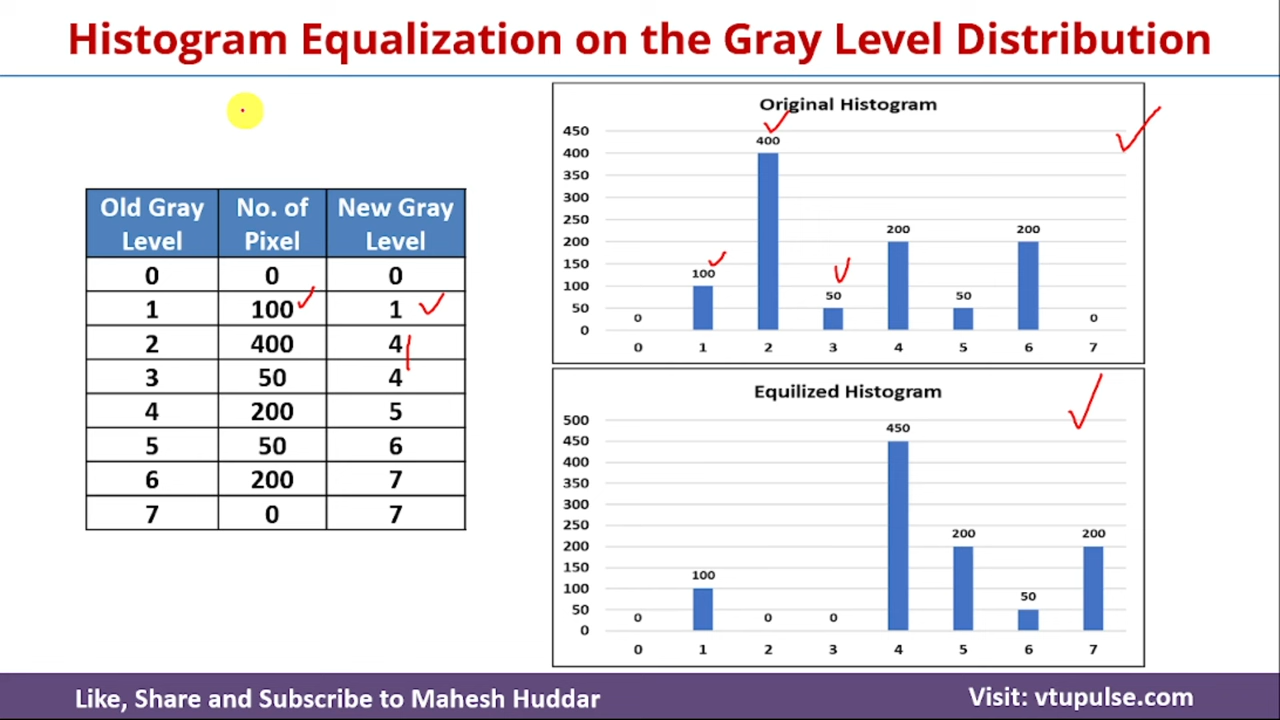 Histogram Equalization on the Gray Level Distribution
Old Gray Level No. of Pixel New Gray Level
0 0 0
1 100 1
2 400 4
3 50 4
4 200 5
5 50 6
6 200 7
7 0 7
Original Histogram
450
400
350
300
250
200
150
100
50
0
0 100 400 50 200 50 200 0
0 1 2 3 4 5 6 7
Equilized Histogram
500
450
400
350
300
250
200
150
100
50
0
0 100 0 0 450 200 50 200
0 1 2 3 4 5 6 7
Like, Share and Subscribe to Mahesh Huddar
Visit: vtupulse.com